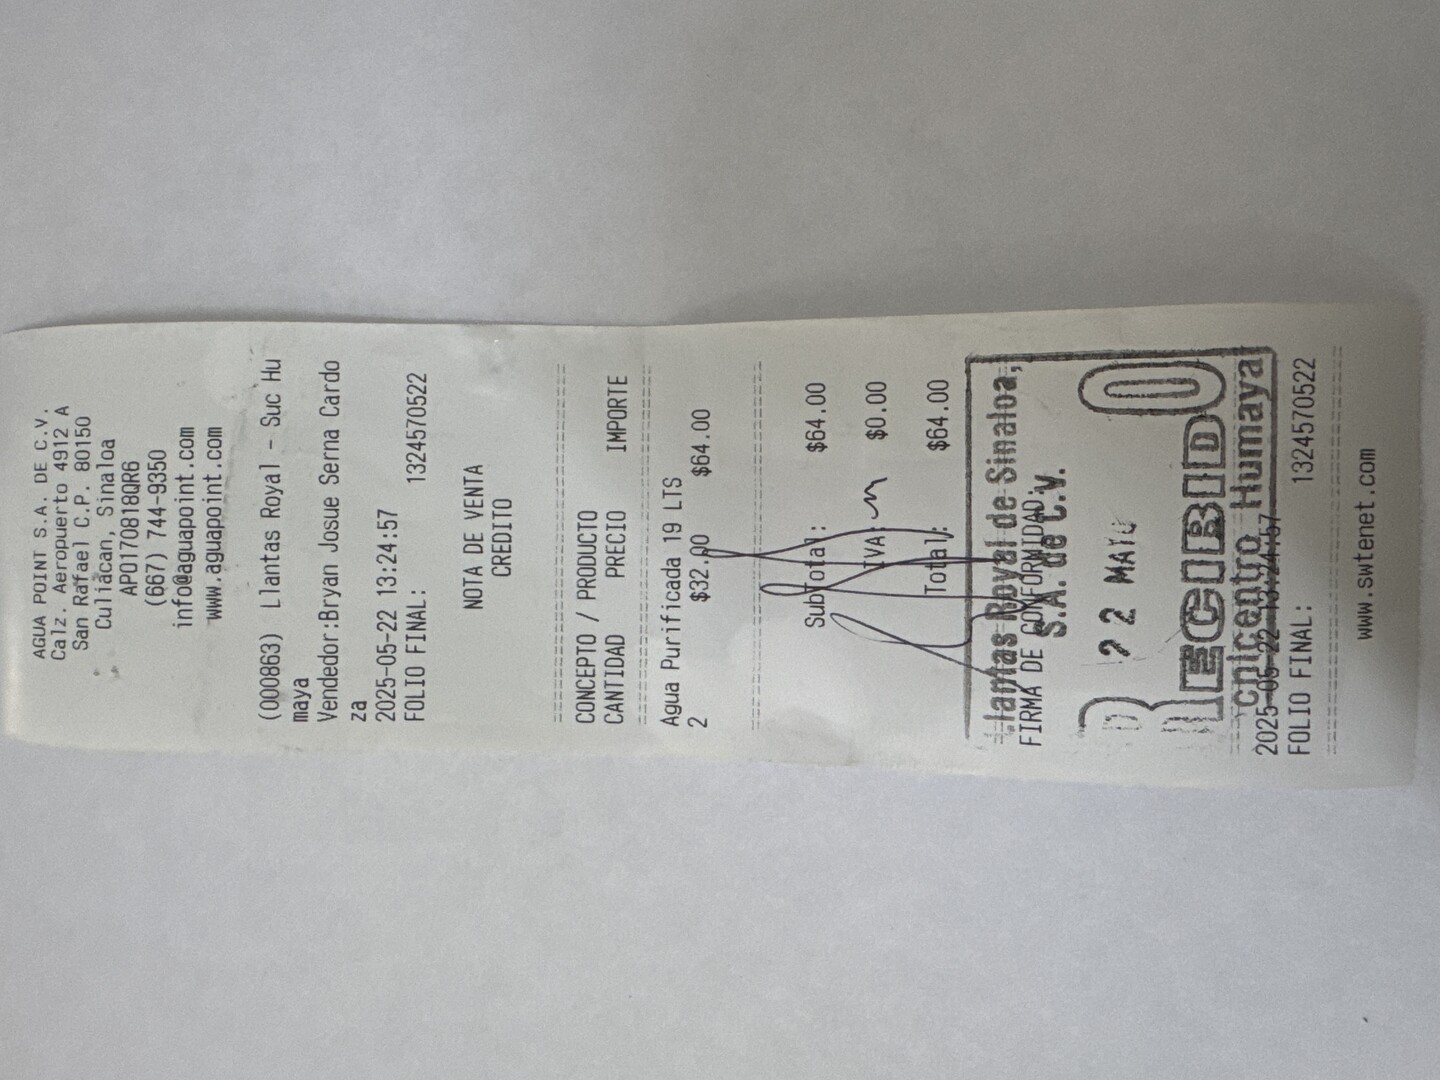 AGUA POINT S.A. DE C.V.
Calz. Aeropuerto 4912 A
San Rafael C.P. 80150
Culiácan, Sinaloa
APO170818QR6
(667) 744-9350
info@aguapoint.com
www.aguapoint.com
(000863) Llantas Royal - Suc Hu
maya
Vendedor:Bryan Josue Serna Cardo
za
2025-05-22 13:24:57
FOLIO FINAL: 1324570522
NOTA DE VENTA
CREDITO
CONCEPTO / PRODUCTO
CANTIDAD PRECIO IMPORTE
Agua Purificada 19 LTS
2 $32.00 $64.00
SubTotal: $64.00
IVA: $0.00
Total: $64.00
Llantas Royal de Sinaloa,
FIRMA DE CONFORMIDAD
S.A. de C.V.
22 MAYO
RECIBIDO
Humaya
2025-05-22 13:24:57
FOLIO FINAL: 1324570522
www.swtenet.com